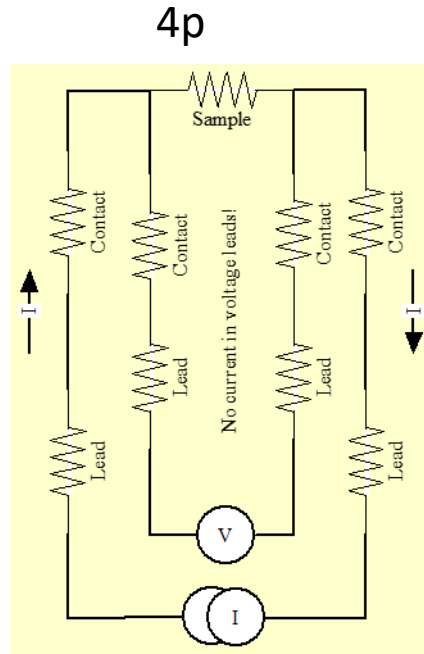 4p
Sample
Contact
Contact
Contact
Contact
No current in voltage leads!
I
I
Lead
Lead
Lead
Lead
V
I